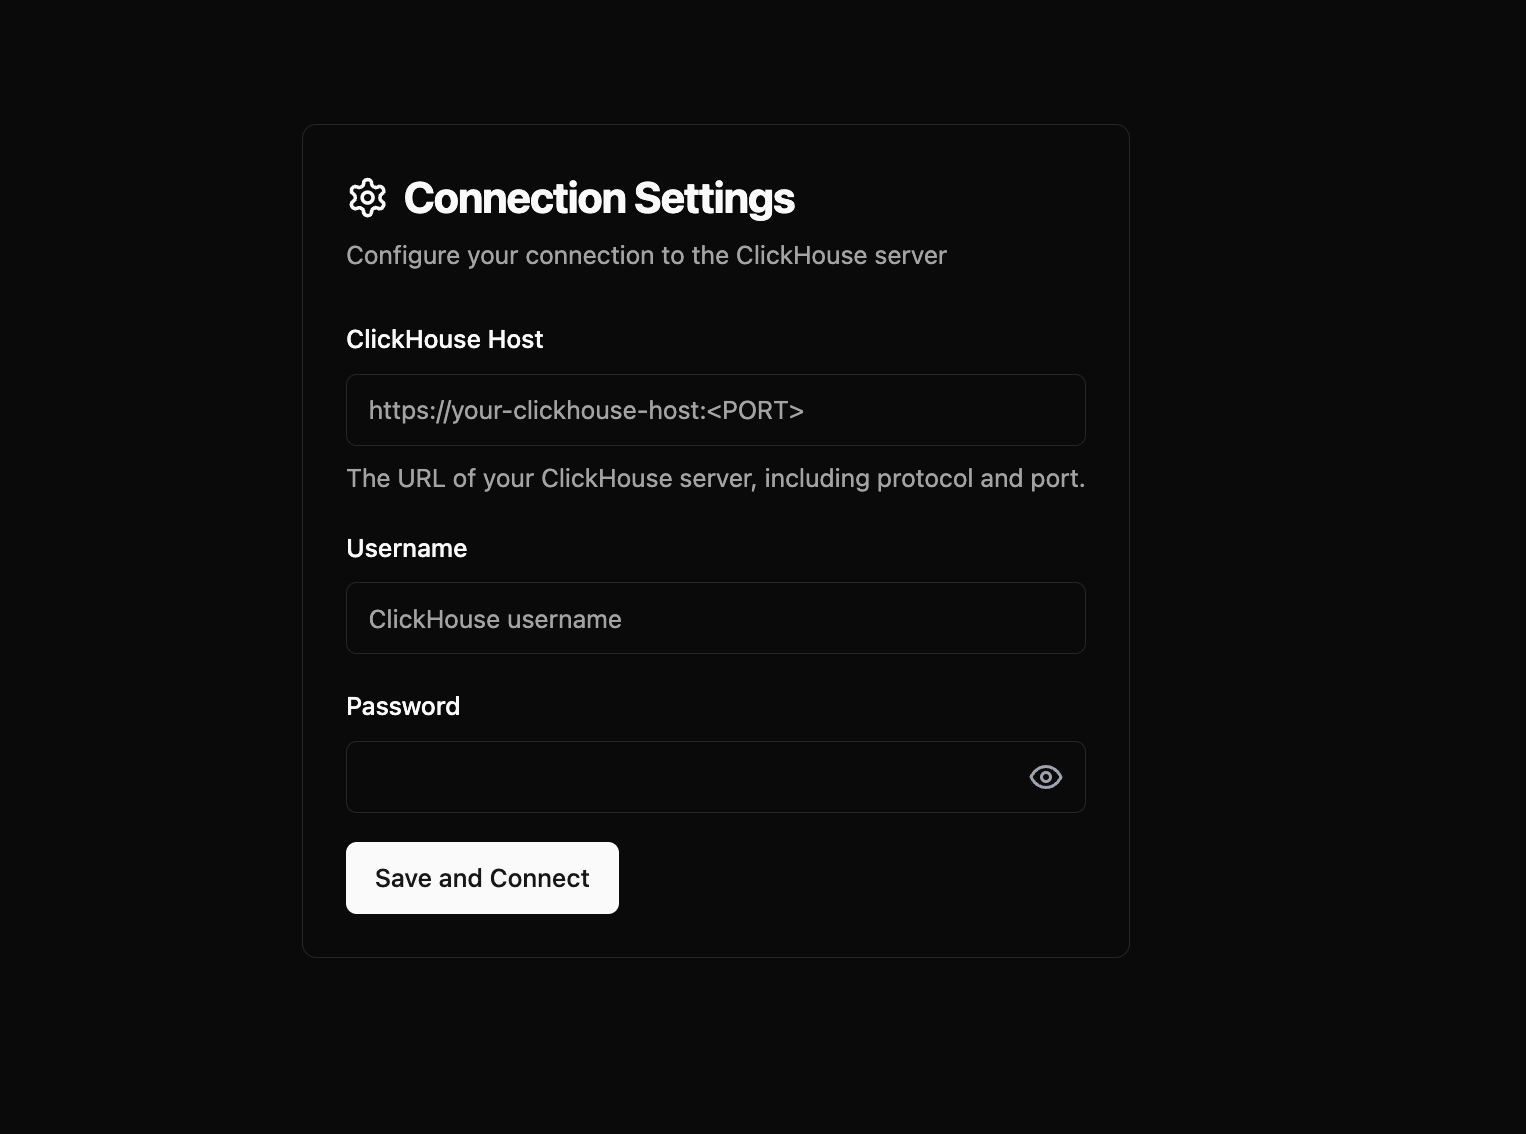 Connection Settings
Configure your connection to the ClickHouse server
ClickHouse Host
https://your-clickhouse-host:<PORT>
The URL of your ClickHouse server, including protocol and port.
Username
ClickHouse username
Password
Save and Connect